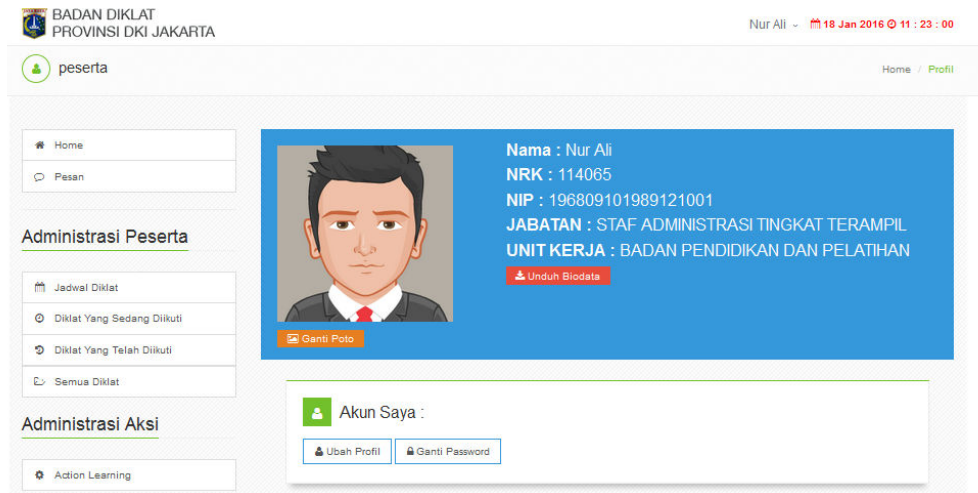 BADAN DIKLAT
PROVINSI DKI JAKARTA
Nur Ali
18 Jan 2016 11 : 23 : 00
peserta
Home / Profil
Home
Pesan
Administrasi Peserta
Jadwal Diklat
Diklat Yang Sedang Diikuti
Diklat Yang Telah Diikuti
Semua Diklat
Administrasi Aksi
Action Learning
Nama : Nur Ali
NRK : 114065
NIP : 196809101989121001
JABATAN : STAF ADMINISTRASI TINGKAT TERAMPIL
UNIT KERJA : BADAN PENDIDIKAN DAN PELATIHAN
Unduh Biodata
Ganti Poto
Akun Saya :
Ubah Profil
Ganti Password